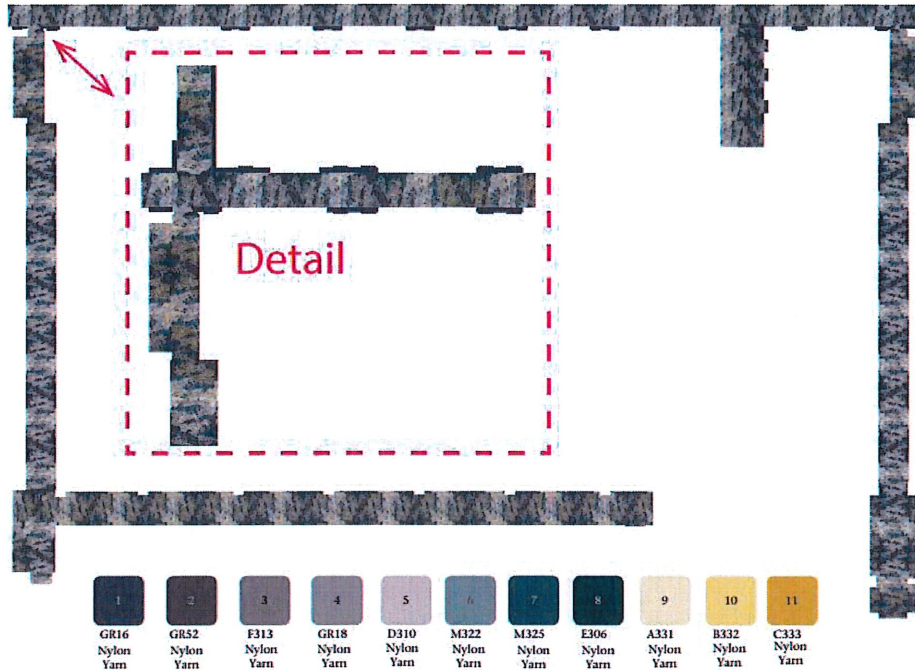 Detail
1 2 3 4 5 6 7 8 9 10 11
GR16 GR52 F313 GR18 D310 M322 M325 E306 A331 B332 C333
Nylon Nylon Nylon Nylon Nylon Nylon Nylon Nylon Nylon Nylon Nylon
Yarn Yarn Yarn Yarn Yarn Yarn Yarn Yarn Yarn Yarn Yarn